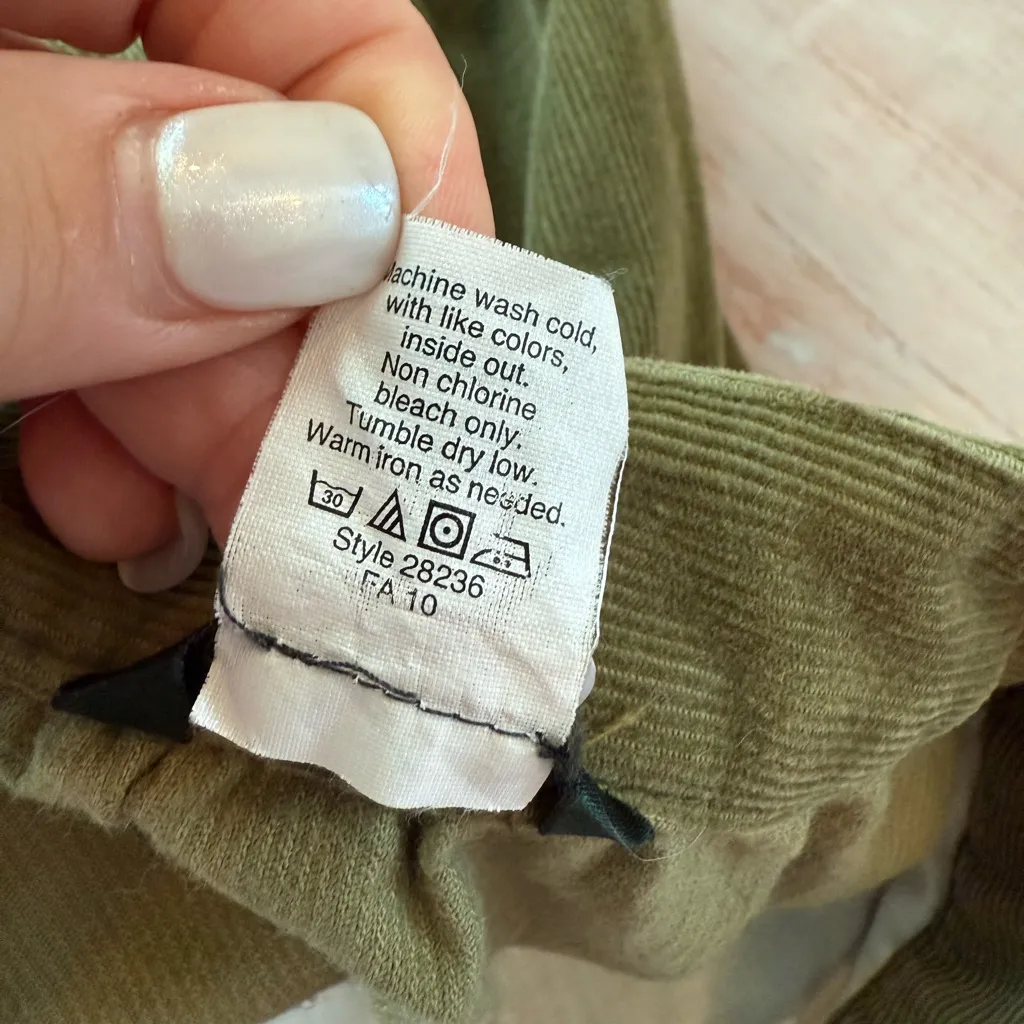 Machine wash cold,
with like colors,
inside out.
Non chlorine
bleach only.
Tumble dry low.
Warm iron as needed.
30
Style 28236
FA 10